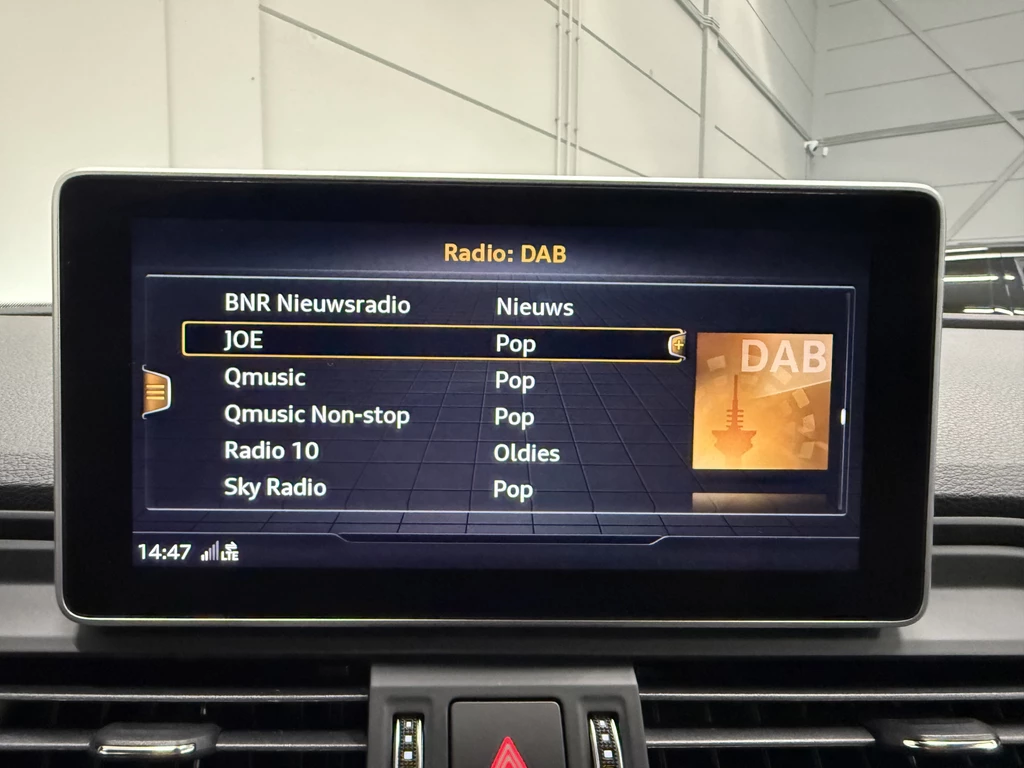 Radio: DAB
BNR Nieuwsradio Nieuws
JOE Pop
Qmusic Pop
Qmusic Non-stop Pop
Radio 10 Oldies
Sky Radio Pop
DAB
14:47 LTE